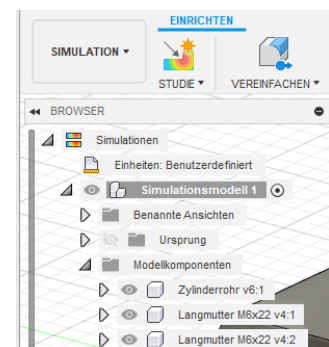 EINRICHTEN
SIMULATION
STUDIE VEREINFACHEN
BROWSER
Simulationen
Einheiten: Benutzerdefiniert
Simulationsmodell 1
Benannte Ansichten
Ursprung
Modellkomponenten
Zylinderrohr v6:1
Langmutter M6x22 v4:1
Langmutter M6x22 v4:2